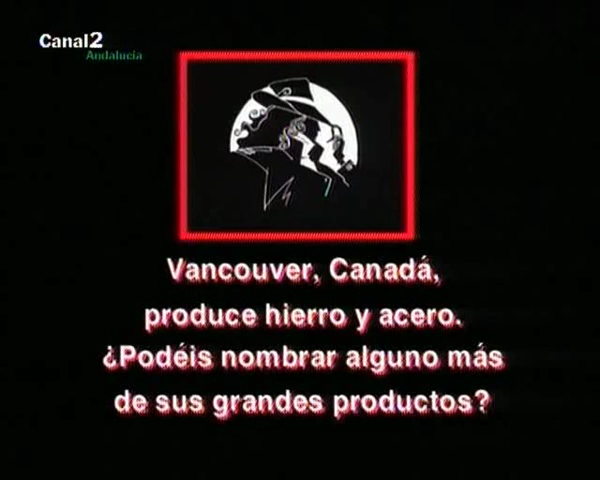 Canal2
Andalucía
Vancouver, Canadá,
produce hierro y acero.
¿Podéis nombrar alguno más
de sus grandes productos?